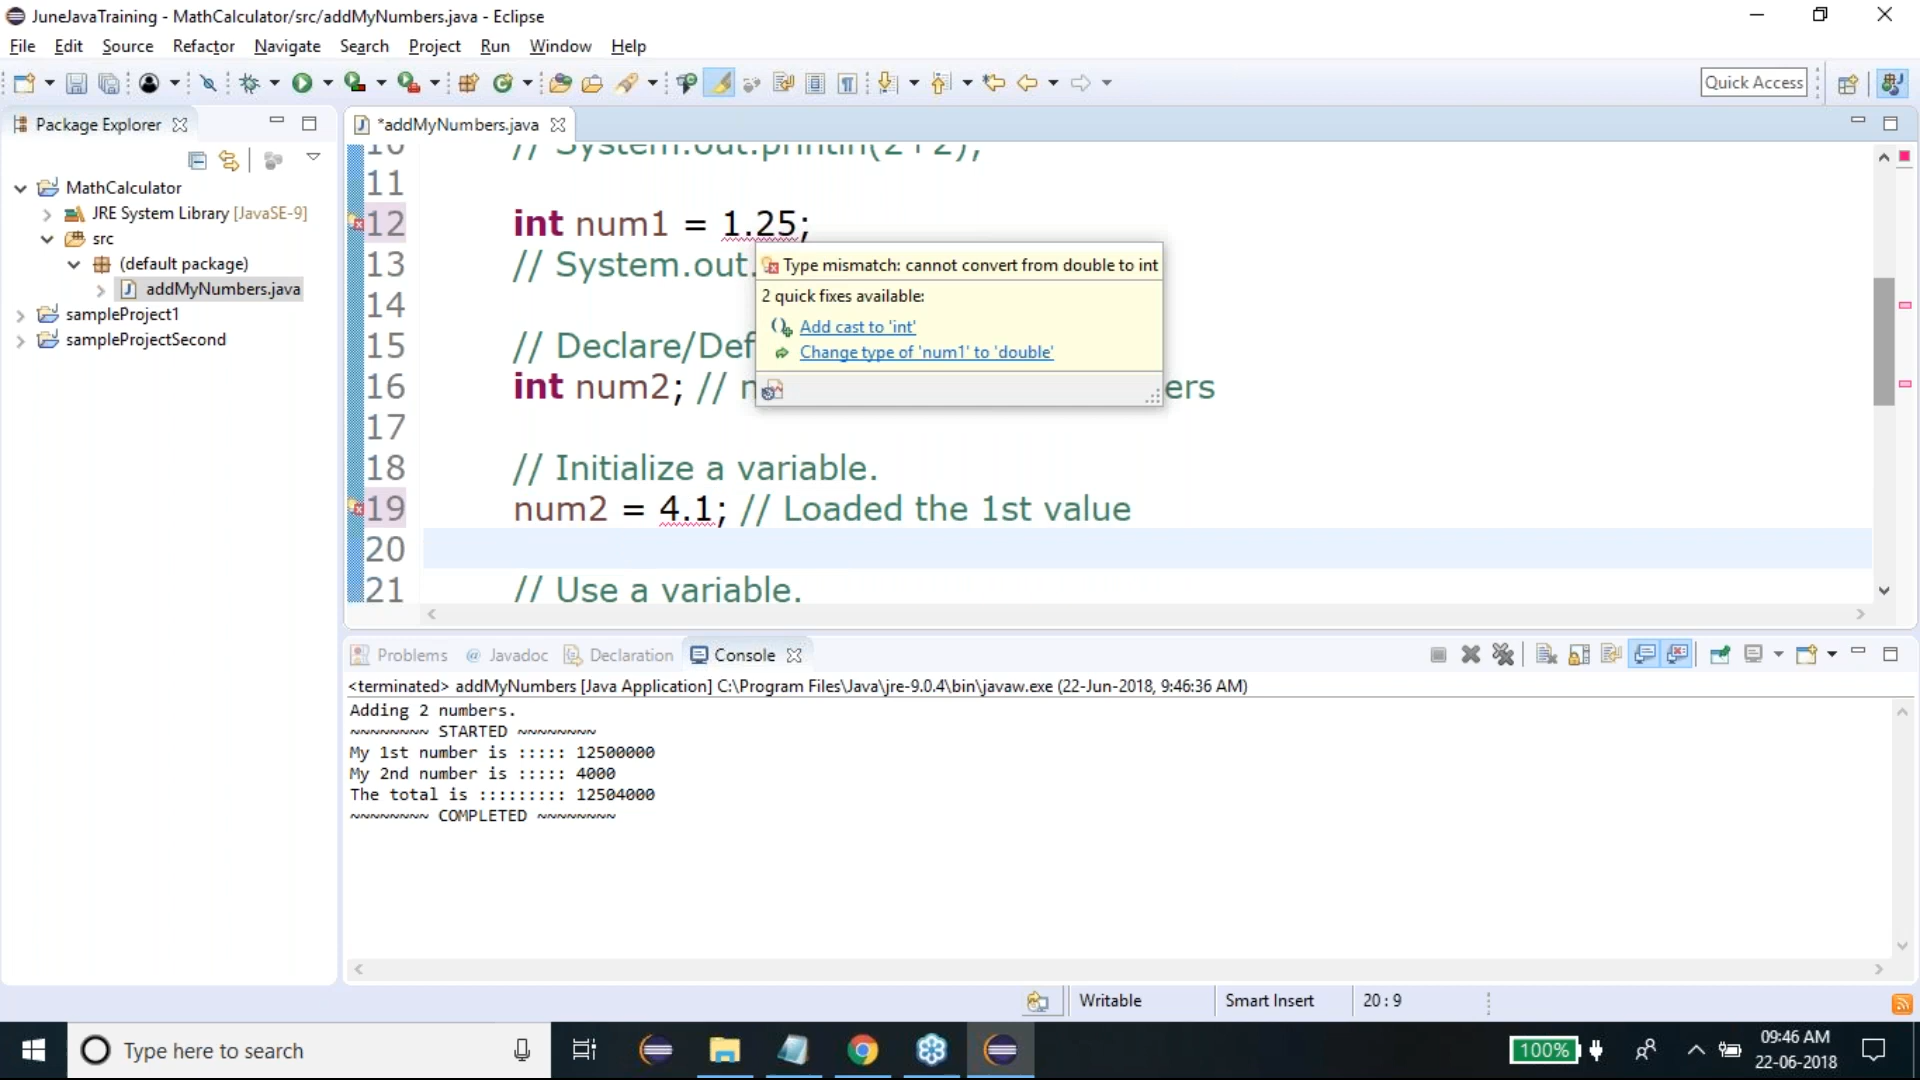 JuneJavaTraining - MathCalculator/src/addMyNumbers.java - Eclipse
File Edit Source Refactor Navigate Search Project Run Window Help
Quick Access
Package Explorer
*addMyNumbers.java
MathCalculator
JRE System Library [JavaSE-9]
src
(default package)
addMyNumbers.java
sampleProject1
sampleProjectSecond
10 // System.out.println(2+2);
11
12 int num1 = 1.25;
13 // System.out.
14
15 // Declare/Def
16 int num2; // n
ers
17
18 // Initialize a variable.
19 num2 = 4.1; // Loaded the 1st value
20
21 // Use a variable.
Type mismatch: cannot convert from double to int
2 quick fixes available:
Add cast to 'int'
Change type of 'num1' to 'double'
Problems @ Javadoc Declaration Console
<terminated> addMyNumbers [Java Application] C:\Program Files\Java\jre-9.0.4\bin\javaw.exe (22-Jun-2018, 9:46:36 AM)
Adding 2 numbers.
~~~~~~~~ STARTED ~~~~~~~~
My 1st number is ::::: 12500000
My 2nd number is ::::: 4000
The total is ::::::::: 12504000
~~~~~~~~ COMPLETED ~~~~~~~~
Writable Smart Insert 20 : 9
Type here to search
100%
09:46 AM
22-06-2018